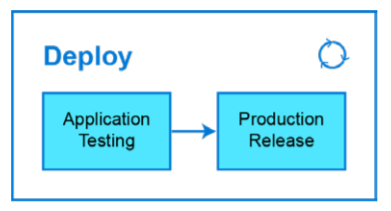 Deploy
Application
Testing
Production
Release